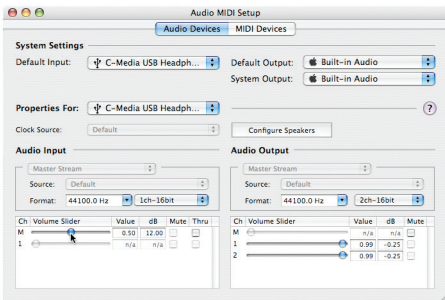 Audio MIDI Setup
Audio Devices MIDI Devices
System Settings
Default Input: C-Media USB Headph... Default Output: Built-in Audio
System Output: Built-in Audio
Properties For: C-Media USB Headph... ?
Clock Source: Default Configure Speakers
Audio Input Audio Output
Master Stream Master Stream
Source: Default Source: Default
Format: 44100.0 Hz 1ch-16bit Format: 44100.0 Hz 2ch-16bit
Ch Volume Slider Value dB Mute Thru Ch Volume Slider Value dB Mute
M 0.50 12.00 M n/a n/a
1 n/a n/a 1 0.99 -0.25
2 0.99 -0.25